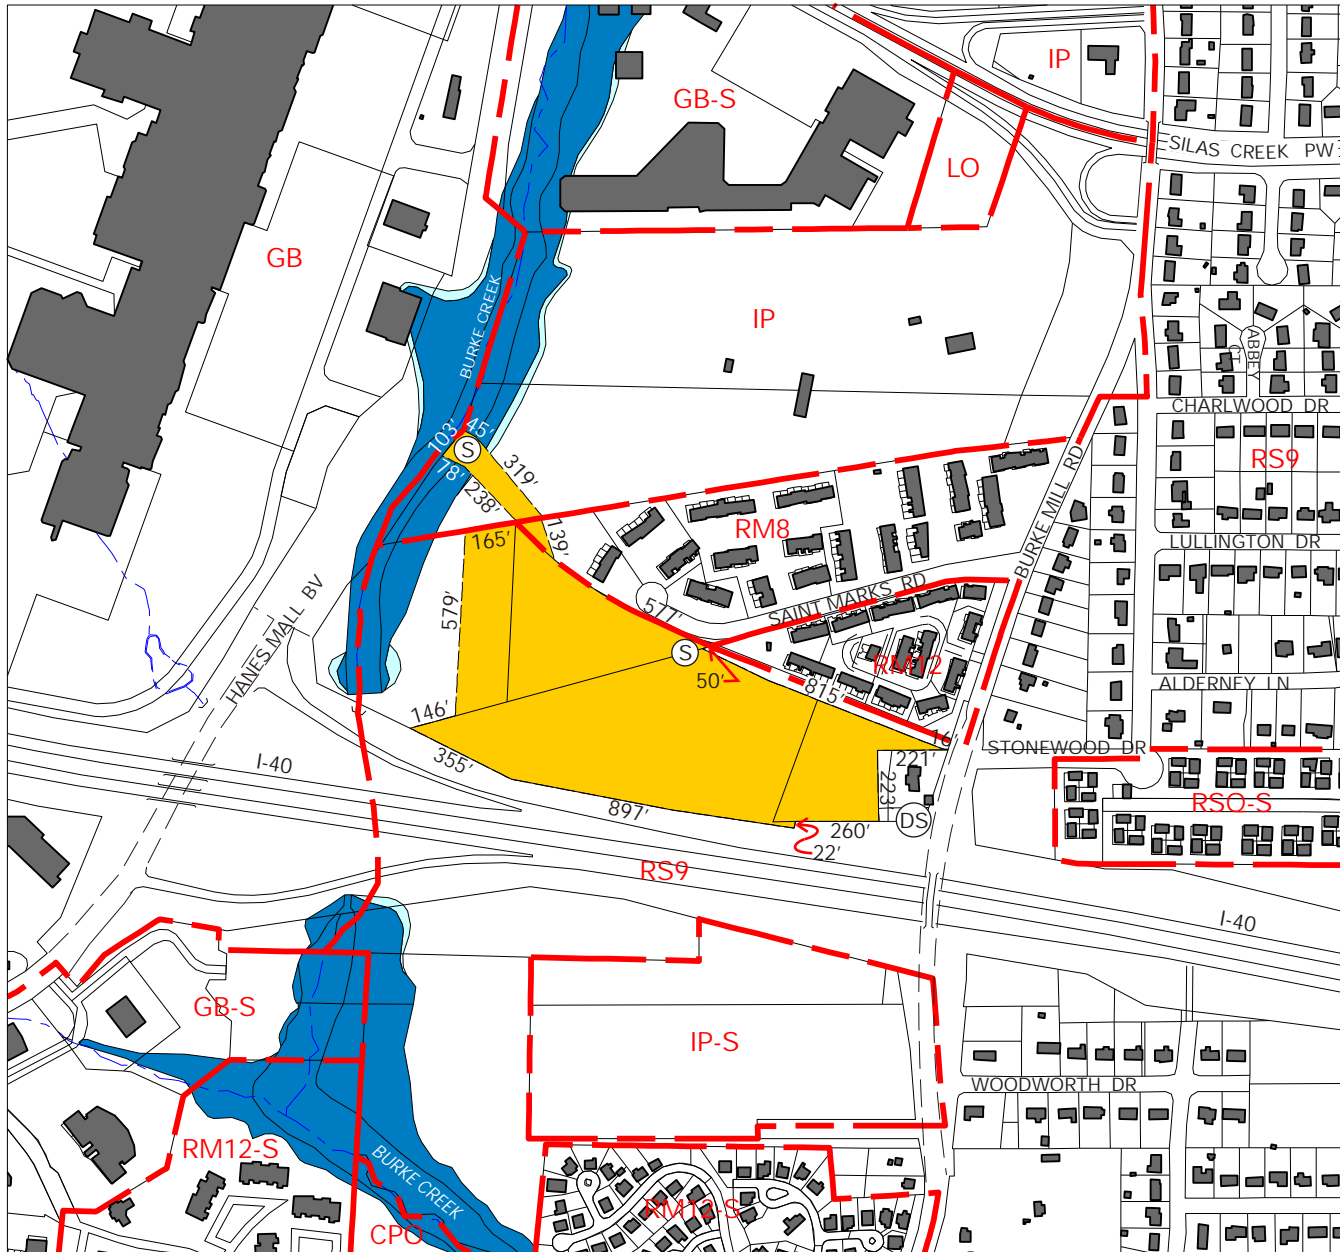 IP
GB-S
SILAS CREEK PW
LO
GB
BURKE CREEK
IP
ABBEY CT
CHARLWOOD DR
45'
103'
S
78'
319'
238'
RS9
BURKE MILL RD
RM8
165'
139'
LULLINGTON DR
SAINT MARKS RD
579'
577'
HANES MALL BV
S
RM12
50'
815'
ALDERNEY LN
146'
16'
STONEWOOD DR
221'
355'
I-40
223'
RSO-S
897'
DS
260'
22'
RS9
I-40
GB-S
IP-S
WOODWORTH DR
RM12-S
BURKE CREEK
RM12-S
CPO